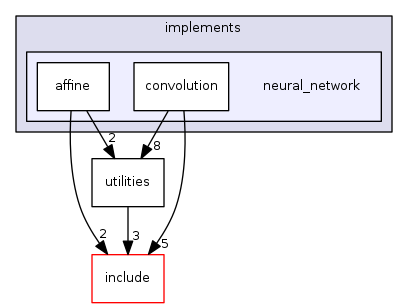 implements
affine
convolution
neural_network
2
8
utilities
2
3
5
include